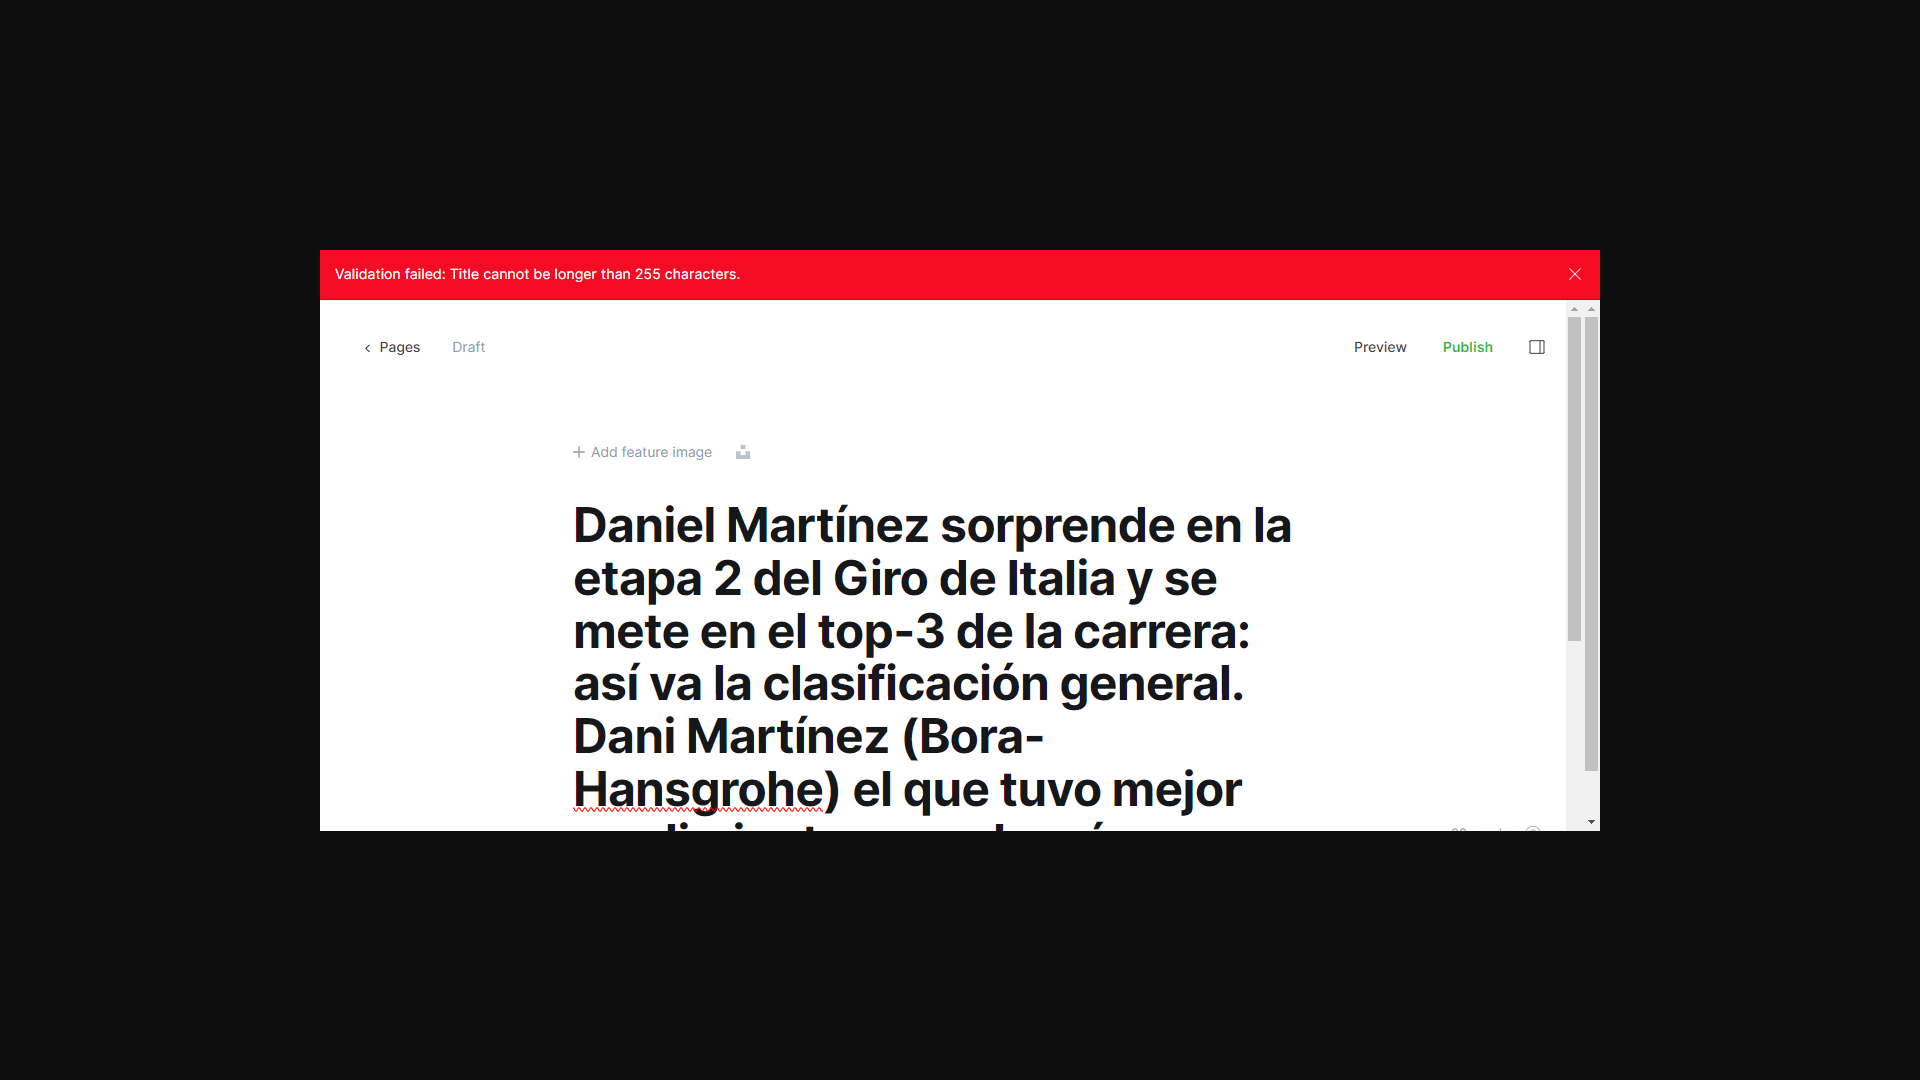 Validation failed: Title cannot be longer than 255 characters.
Pages Draft Preview Publish
Add feature image
Daniel Martínez sorprende en la
etapa 2 del Giro de Italia y se
mete en el top-3 de la carrera:
así va la clasificación general.
Dani Martínez (Bora-
Hansgrohe) el que tuvo mejor